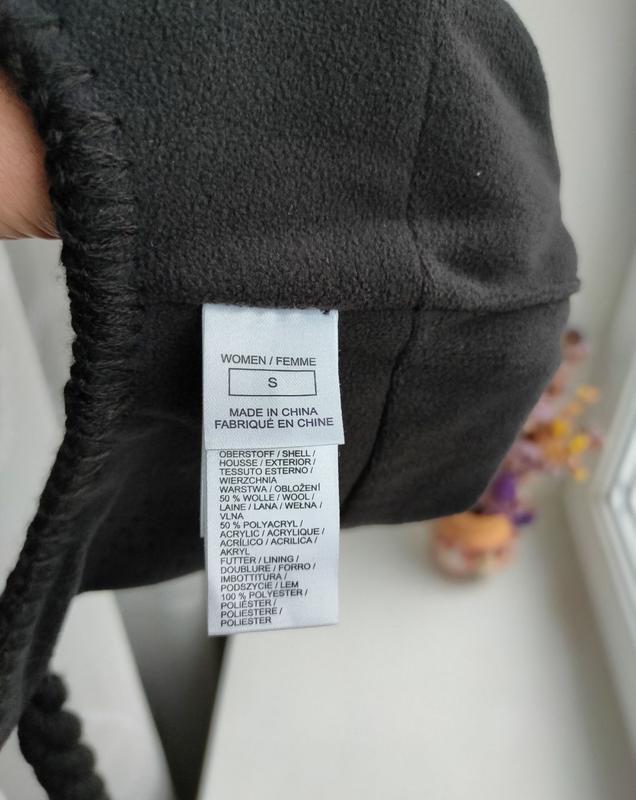 WOMEN / FEMME
S
MADE IN CHINA
FABRIQUÉ EN CHINE
OBERSTOFF / SHELL /
HOUSSE / EXTERIOR /
TESSUTO ESTERNO /
WIERZCHNIA
WARSTWA / OBLOŽENÍ
50 % WOLLE / WOOL /
LAINE / LANA / WEŁNA /
VLNA
50 % POLYACRYL /
ACRYLIC / ACRYLIQUE /
ACRÍLICO / ACRILICA /
AKRYL
FUTTER / LINING /
DOUBLURE / FORRO /
IMBOTTITURA /
PODSZYCIE / LEM
100 % POLYESTER /
POLIÉSTER /
POLIESTERE /
POLIESTER